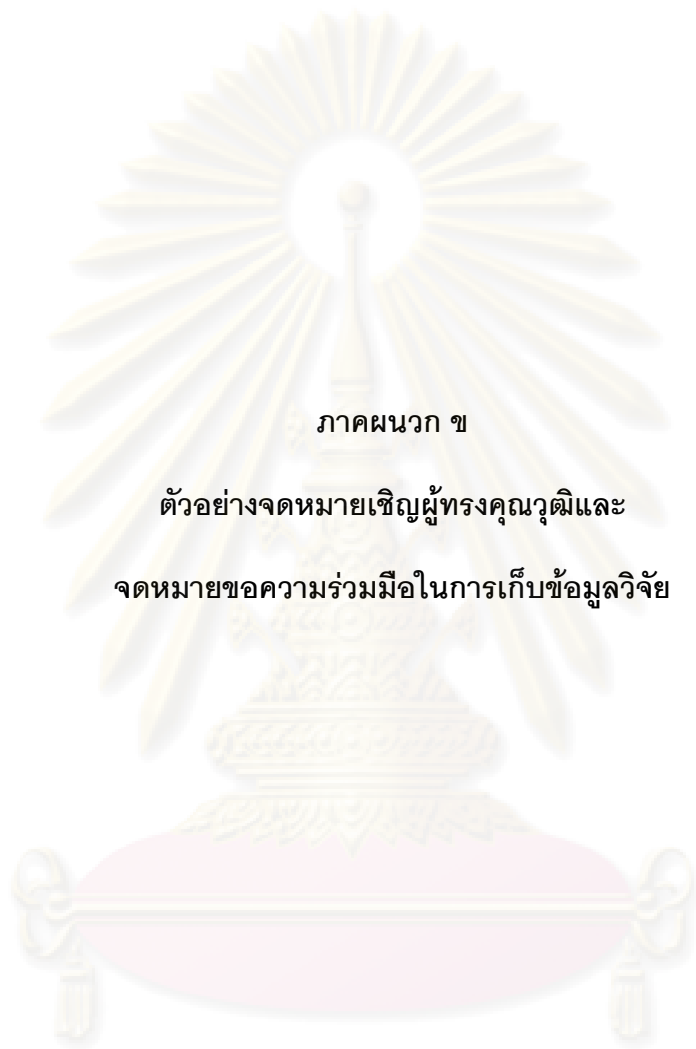 ภาคผนวก ข
ตัวอย่างจดหมายเชิญผู้ทรงคุณวุฒิและ
จดหมายขอความร่วมมือในการเก็บข้อมูลวิจัย